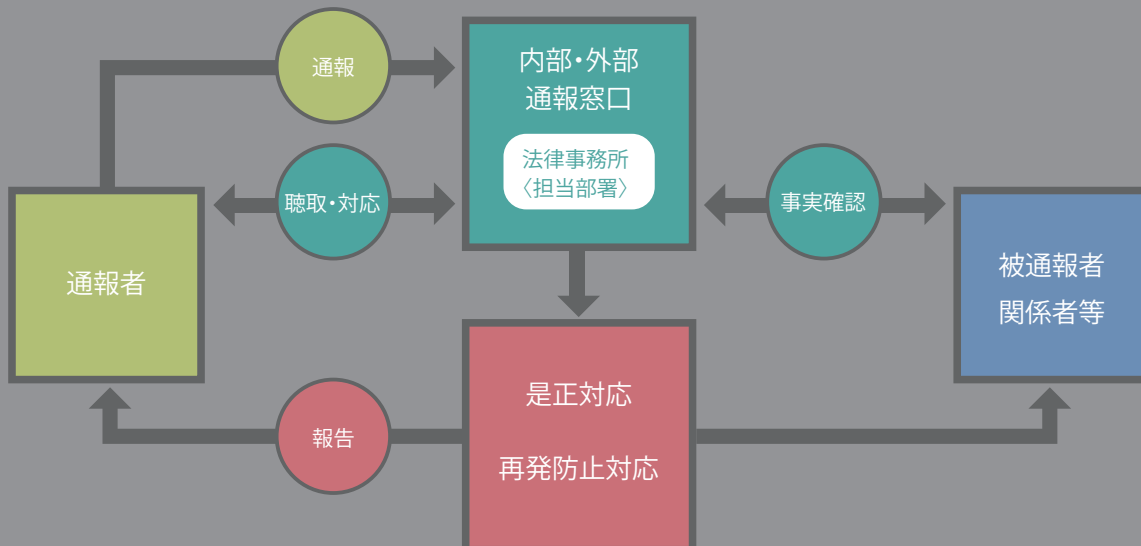 通報
内部・外部
通報窓口
法律事務所
〈担当部署〉
聴取・対応
事実確認
通報者
被通報者
関係者等
是正対応
再発防止対応
報告